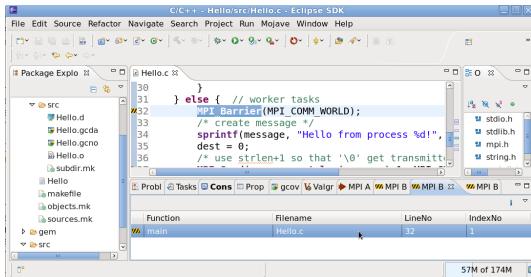 C/C++ - Hello/src/Hello.c - Eclipse SDK
File Edit Source Refactor Navigate Search Project Run Mojave Window Help
Package Explo
Hello.c
O
src
Hello.d
Hello.gcda
Hello.gcno
Hello.o
subdir.mk
Hello
makefile
objects.mk
sources.mk
gem
src
30 }
31 } else { // worker tasks
32 MPI_Barrier(MPI_COMM_WORLD);
33 /* create message */
34 sprintf(message, "Hello from process %d!",
35 dest = 0;
36 /* use strlen+1 so that '\0' get transmitte
stdio.h
stdlib.h
mpi.h
string.h
Probl Tasks Cons Prop gcov Valgr MPI A MPI B MPI B MPI B
Function Filename LineNo IndexNo
main Hello.c 32 1
57M of 174M